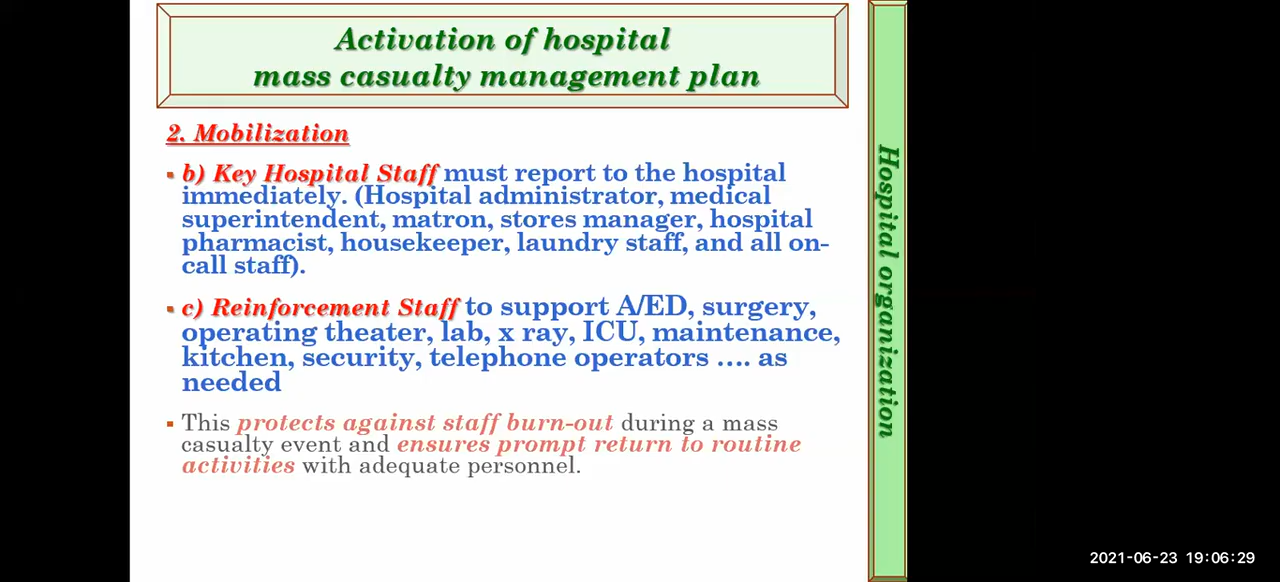 Activation of hospital
mass casualty management plan
2. Mobilization
▪ b) Key Hospital Staff must report to the hospital
immediately. (Hospital administrator, medical
superintendent, matron, stores manager, hospital
pharmacist, housekeeper, laundry staff, and all on-
call staff).
▪ c) Reinforcement Staff to support A/ED, surgery,
operating theater, lab, x ray, ICU, maintenance,
kitchen, security, telephone operators …. as
needed
▪ This protects against staff burn-out during a mass
casualty event and ensures prompt return to routine
activities with adequate personnel.
Hospital organization
2021-06-23 19:06:29